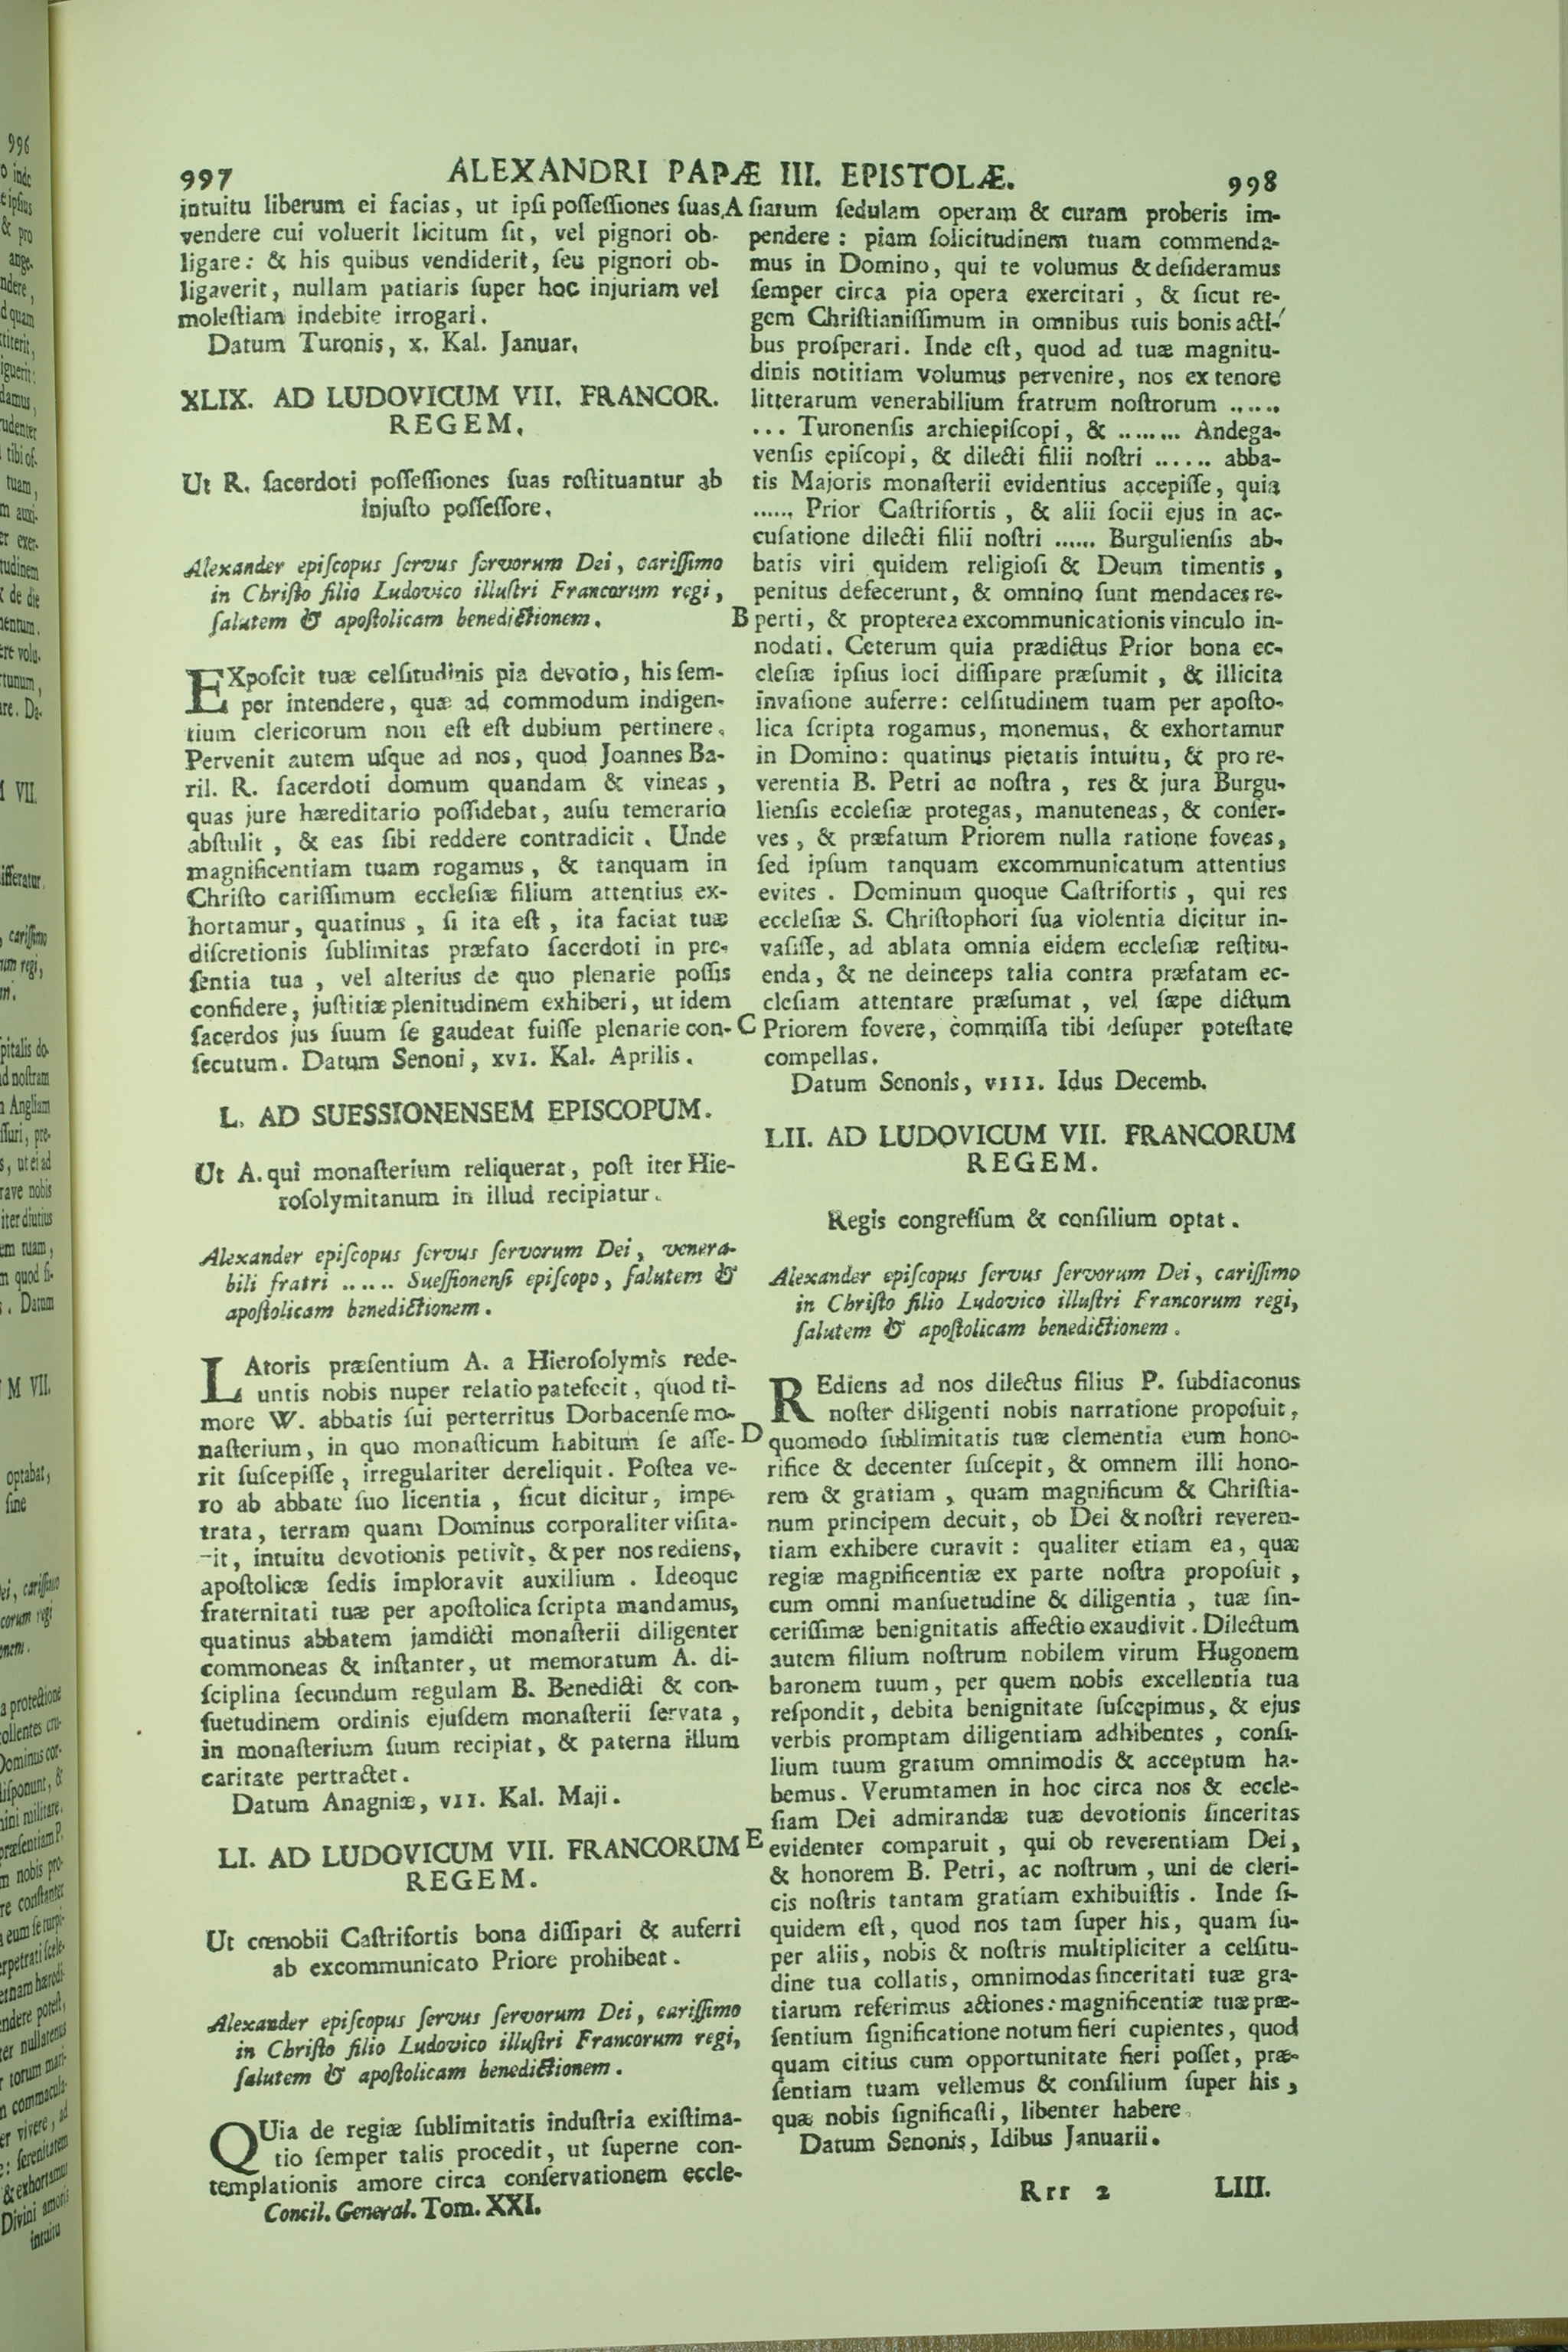 997
ALEXANDRI PAPÆ III. EPISTOLÆ.
998
intuitu liberum ei facias, ut ipſi poſſeſſiones ſuas,
vendere cui voluerit licitum ſit, vel pignori ob-
ligare: & his quibus vendiderit, ſeu pignori ob-
ligaverit, nullam patiaris ſuper hoc injuriam vel
moleſtiam indebite irrogari.
Datum Turonis, x. Kal. Januar.
XLIX. AD LUDOVICUM VII. FRANCOR.
REGEM.
Ut R. ſacerdoti poſſeſſiones ſuas reſtituantur ab
injuſto poſſeſſore.
Alexander epiſcopus ſervus ſervorum Dei, cariſſimo
in Chriſto filio Ludovico illuſtri Francorum regi,
ſalutem & apoſtolicam benedictionem.
EXpoſcit tuæ celſitudinis pia devotio, his ſem-
per intendere, quæ ad commodum indigen-
tium clericorum non eſt eſt dubium pertinere.
Pervenit autem uſque ad nos, quod Joannes Ba-
ril. R. ſacerdoti domum quandam & vineas,
quas jure hæreditario poſſidebat, auſu temerario
abſtulit, & eas ſibi reddere contradicit. Unde
magnificentiam tuam rogamus, & tanquam in
Chriſto cariſſimum eccleſiæ filium attentius ex-
hortamur, quatinus, ſi ita eſt, ita faciat tuæ
diſcretionis ſublimitas præfato ſacerdoti in pre-
ſentia tua, vel alterius de quo plenarie poſſis
confidere, juſtitiæ plenitudinem exhiberi, ut idem
ſacerdos jus ſuum ſe gaudeat fuiſſe plenarie con-
ſecutum. Datum Senoni, xvi. Kal. Aprilis.
L. AD SUESSIONENSEM EPISCOPUM.
Ut A. qui monaſterium reliquerat, poſt iter Hie-
roſolymitanum in illud recipiatur.
Alexander epiſcopus ſervus ſervorum Dei, venera-
bili fratri ...... Sueſſionenſi epiſcopo, ſalutem &
apoſtolicam benedictionem.
LAtoris præſentium A. a Hieroſolymis rede-
untis nobis nuper relatio patefecit, quod ti-
more W. abbatis ſui perterritus Dorbacenſe mo-
naſterium, in quo monaſticum habitum ſe aſſe-
rit ſuſcepiſſe, irregulariter dereliquit. Poſtea ve-
ro ab abbate ſuo licentia, ſicut dicitur, impe-
trata, terram quam Dominus corporaliter viſita-
-it, intuitu devotionis petivit, & per nos rediens,
apoſtolicæ ſedis imploravit auxilium. Ideoque
fraternitati tuæ per apoſtolica ſcripta mandamus,
quatinus abbatem jamdicti monaſterii diligenter
commoneas & inſtanter, ut memoratum A. di-
ſciplina ſecundum regulam B. Benedicti & con-
ſuetudinem ordinis ejuſdem monaſterii ſervata,
in monaſterium ſuum recipiat, & paterna illum
caritate pertractet.
Datum Anagniæ, vii. Kal. Maji.
LI. AD LUDOVICUM VII. FRANCORUM
REGEM.
Ut cœnobii Caſtrifortis bona diſſipari & auferri
ab excommunicato Priore prohibeat.
Alexander epiſcopus ſervus ſervorum Dei, cariſſimo
in Chriſto filio Ludovico illuſtri Francorum regi,
ſalutem & apoſtolicam benedictionem.
QUia de regiæ ſublimitatis induſtria exiſtima-
tio ſemper talis procedit, ut ſuperne con-
templationis amore circa conſervationem eccle-
Concil. General. Tom. XXI.
A
B
C
D
E
ſiarum ſedulam operam & curam proberis im-
pendere: piam ſolicitudinem tuam commenda-
mus in Domino, qui te volumus & deſideramus
ſemper circa pia opera exercitari, & ſicut re-
gem Chriſtianiſſimum in omnibus tuis bonis acti-
bus proſperari. Inde eſt, quod ad tuæ magnitu-
dinis notitiam volumus pervenire, nos ex tenore
litterarum venerabilium fratrum noſtrorum ......
... Turonenſis archiepiſcopi, & ........ Andega-
venſis epiſcopi, & dilecti filii noſtri ...... abba-
tis Majoris monaſterii evidentius accepiſſe, quia
...... Prior Caſtrifortis, & alii ſocii ejus in ac-
cuſatione dilecti filii noſtri ...... Burgulienſis ab-
batis viri quidem religioſi & Deum timentis,
penitus defecerunt, & omnino ſunt mendaces re-
perti, & propterea excommunicationis vinculo in-
nodati. Ceterum quia prædictus Prior bona ec-
cleſiæ ipſius loci diſſipare præſumit, & illicita
invaſione auferre: celſitudinem tuam per apoſto-
lica ſcripta rogamus, monemus, & exhortamur
in Domino: quatinus pietatis intuitu, & pro re-
verentia B. Petri ac noſtra, res & jura Burgu-
lienſis eccleſiæ protegas, manuteneas, & conſer-
ves, & præfatum Priorem nulla ratione foveas,
ſed ipſum tanquam excommunicatum attentius
evites. Dominum quoque Caſtrifortis, qui res
eccleſiæ S. Chriſtophori ſua violentia dicitur in-
vaſiſſe, ad ablata omnia eidem eccleſiæ reſtitu-
enda, & ne deinceps talia contra præfatam ec-
cleſiam attentare præſumat, vel ſæpe dictum
Priorem fovere, commiſſa tibi deſuper poteſtate
compellas.
Datum Senonis, viii. Idus Decemb.
LII. AD LUDOVICUM VII. FRANCORUM
REGEM.
Regis congreſſum & conſilium optat.
Alexander epiſcopus ſervus ſervorum Dei, cariſſimo
in Chriſto filio Ludovico illuſtri Francorum regi,
ſalutem & apoſtolicam benedictionem.
REdiens ad nos dilectus filius P. ſubdiaconus
noſter diligenti nobis narratione propoſuit,
quomodo ſublimitatis tuæ clementia eum hono-
rifice & decenter ſuſcepit, & omnem illi hono-
rem & gratiam, quam magnificum & Chriſtia-
num principem decuit, ob Dei & noſtri reveren-
tiam exhibere curavit: qualiter etiam ea, quæ
regiæ magnificentiæ ex parte noſtra propoſuit,
cum omni manſuetudine & diligentia, tuæ ſin-
ceriſſimæ benignitatis affectio exaudivit. Dilectum
autem filium noſtrum nobilem virum Hugonem
baronem tuum, per quem nobis excellentia tua
reſpondit, debita benignitate ſuſcepimus, & ejus
verbis promptam diligentiam adhibentes, conſi-
lium tuum gratum omnimodis & acceptum ha-
bemus. Verumtamen in hoc circa nos & eccle-
ſiam Dei admirandæ tuæ devotionis ſinceritas
evidenter comparuit, qui ob reverentiam Dei,
& honorem B. Petri, ac noſtrum, uni de cleri-
cis noſtris tantam gratiam exhibuiſtis. Inde ſi-
quidem eſt, quod nos tam ſuper his, quam ſu-
per aliis, nobis & noſtris multipliciter a celſitu-
dine tua collatis, omnimodas ſinceritati tuæ gra-
tiarum referimus actiones: magnificentiæ tuæ præ-
ſentium ſignificatione notum fieri cupientes, quod
quam citius cum opportunitate fieri poſſet, præ-
ſentiam tuam vellemus & conſilium ſuper his,
quæ nobis ſignificaſti, libenter habere.
Datum Senonis, Idibus Januarii.
Rrr 2
LIII.